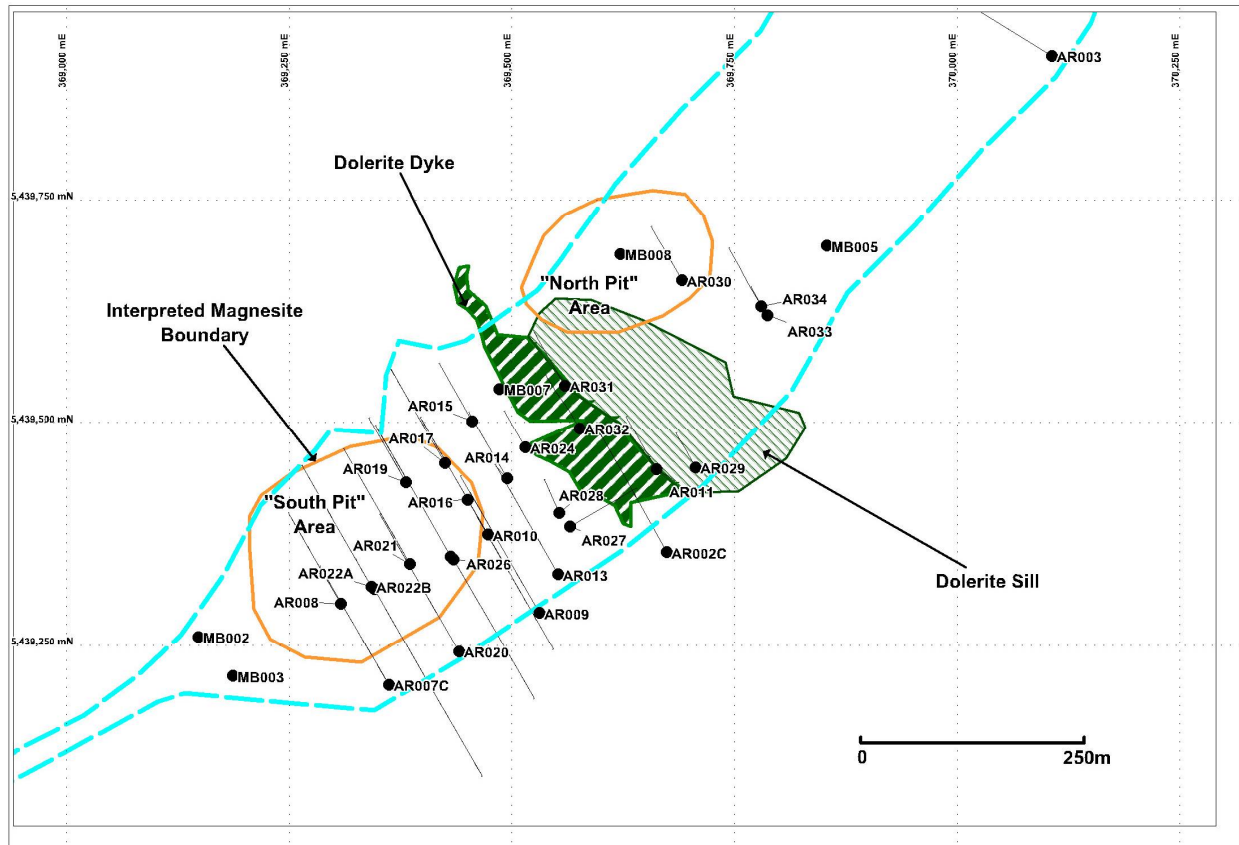 369,000 mE
369,250 mE
369,500 mE
369,750 mE
370,000 mE
370,250 mE
AR003
Dolerite Dyke
5,439,750 mN
MB008
MB005
AR030
"North Pit"
Area
AR034
AR033
Interpreted Magnesite
Boundary
MB007
AR031
AR015
5,439,500 mN
AR032
AR017
AR024
AR014
AR029
AR019
AR011
"South Pit"
Area
AR016
AR028
AR010
AR027
AR021
AR002C
AR026
AR013
Dolerite Sill
AR022A
AR022B
AR008
AR009
MB002
5,439,250 mN
AR020
MB003
AR007C
0
250m